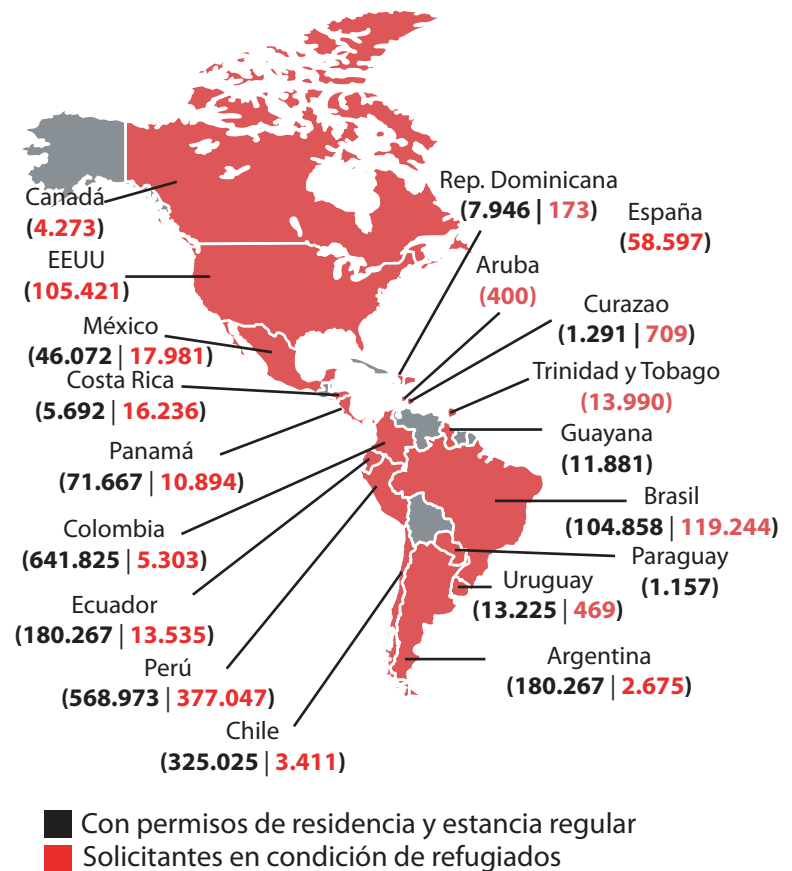 Canadá
(4.273)
EEUU
(105.421)
México
(46.072 | 17.981)
Costa Rica
(5.692 | 16.236)
Panamá
(71.667 | 10.894)
Colombia
(641.825 | 5.303)
Ecuador
(180.267 | 13.535)
Perú
(568.973 | 377.047)
Chile
(325.025 | 3.411)
Rep. Dominicana
(7.946 | 173)
España
(58.597)
Aruba
(400)
Curazao
(1.291 | 709)
Trinidad y Tobago
(13.990)
Guayana
(11.881)
Brasil
(104.858 | 119.244)
Paraguay
(1.157)
Uruguay
(13.225 | 469)
Argentina
(180.267 | 2.675)
Con permisos de residencia y estancia regular
Solicitantes en condición de refugiados